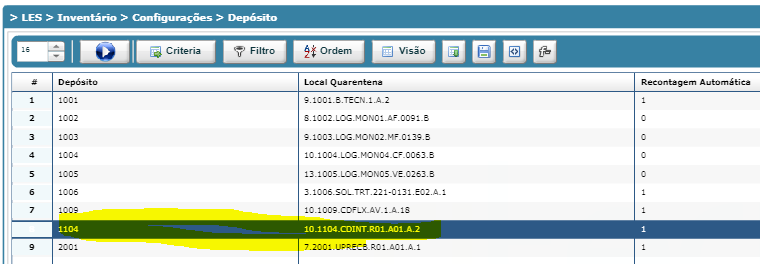 > LES > Inventário > Configurações > Depósito
16 Criteria Filtro Ordem Visão
# Depósito Local Quarentena Recontagem Automática
1 1001 9.1001.B.TECN.1.A.2 1
2 1002 8.1002.LOG.MON01.AF.0091.B 0
3 1003 9.1003.LOG.MON02.MF.0139.B 0
4 1004 10.1004.LOG.MON04.CF.0063.B 0
5 1005 13.1005.LOG.MON05.VE.0263.B 0
6 1006 3.1006.SOL.TRT.221-0131.E02.A.1 1
7 1009 10.1009.CDFLX.AV.1.A.18 1
1104 10.1104.CDINT.R01.A01.A.2 1
9 2001 7.2001.UPRECB.R01.A01.A.1 1